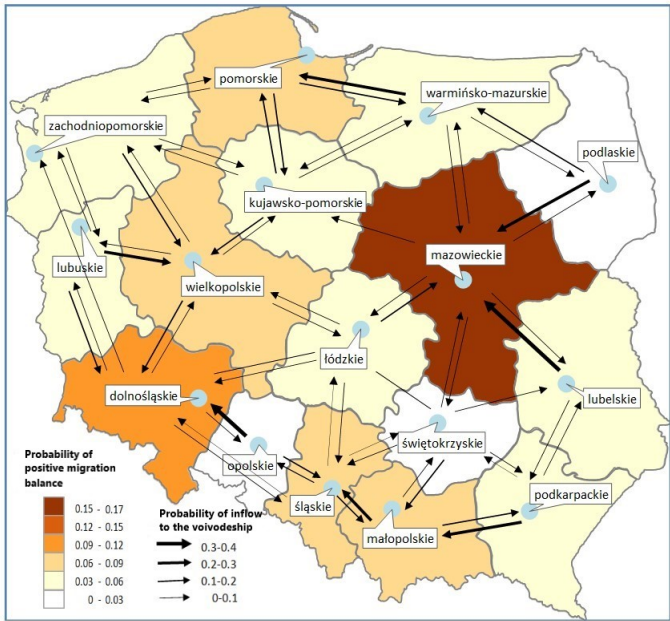 pomorskie
warmińsko-mazurskie
zachodniopomorskie
podlaskie
kujawsko-pomorskie
mazowieckie
lubuskie
wielkopolskie
łódzkie
dolnośląskie
lubelskie
świętokrzyskie
opolskie
podkarpackie
śląskie
małopolskie
Probability of
positive migration
balance
0.15 - 0.17
0.12 - 0.15
0.09 - 0.12
0.06 - 0.09
0.03 - 0.06
0 - 0.03
Probability of inflow
to the voivodeship
0.3-0.4
0.2-0.3
0.1-0.2
0-0.1